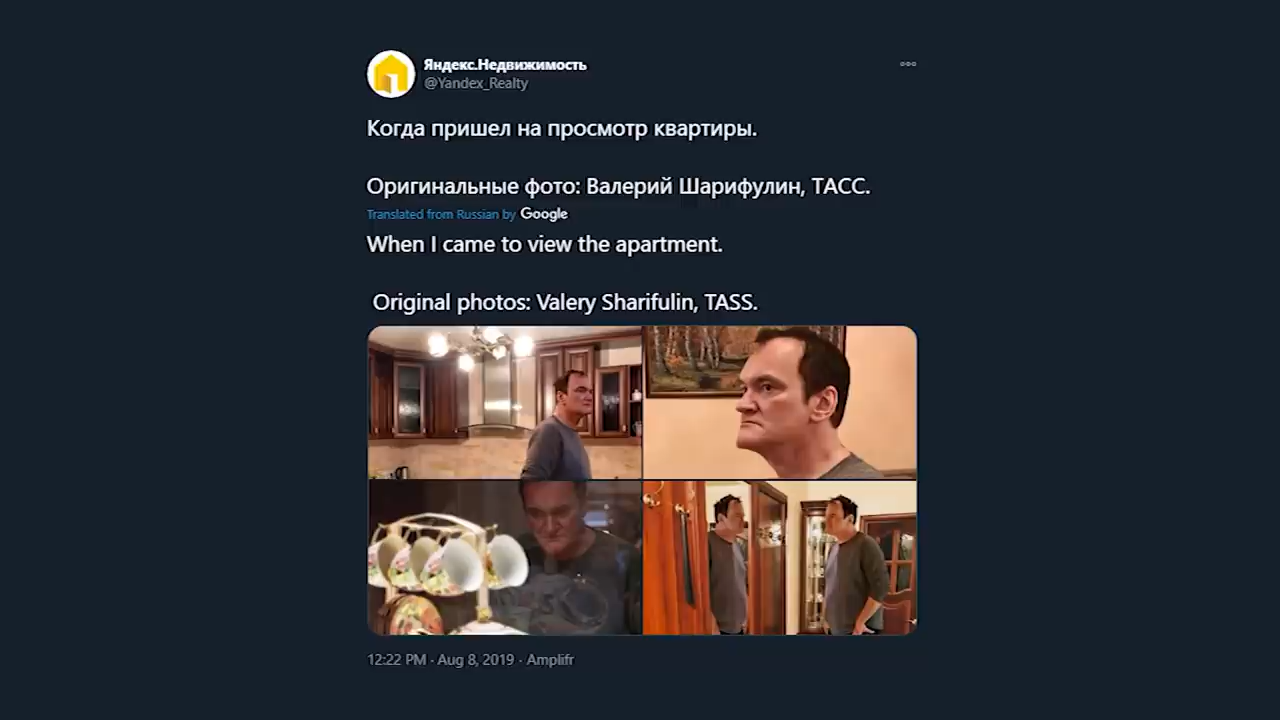 Яндекс.Недвижимость
@Yandex_Realty
Когда пришел на просмотр квартиры.
Оригинальные фото: Валерий Шарифулин, ТАСС.
Translated from Russian by Google
When I came to view the apartment.
Original photos: Valery Sharifulin, TASS.
12:22 PM · Aug 8, 2019 · Amplifr